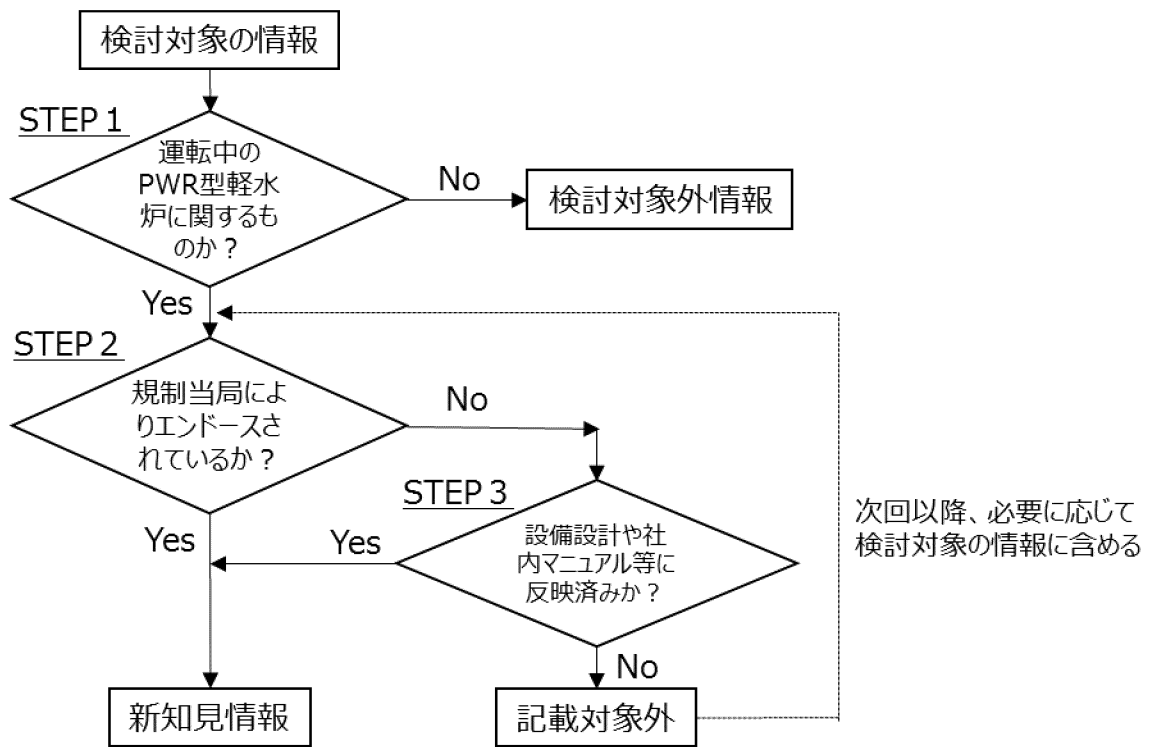 検討対象の情報
STEP 1
運転中の
PWR型軽水
炉に関するも
のか？
No
検討対象外情報
Yes
STEP 2
規制当局によ
りエンドースさ
れているか？
No
STEP 3
設備設計や社
内マニュアル等に
反映済みか？
Yes
Yes
No
次回以降、必要に応じて
検討対象の情報に含める
新知見情報
記載対象外